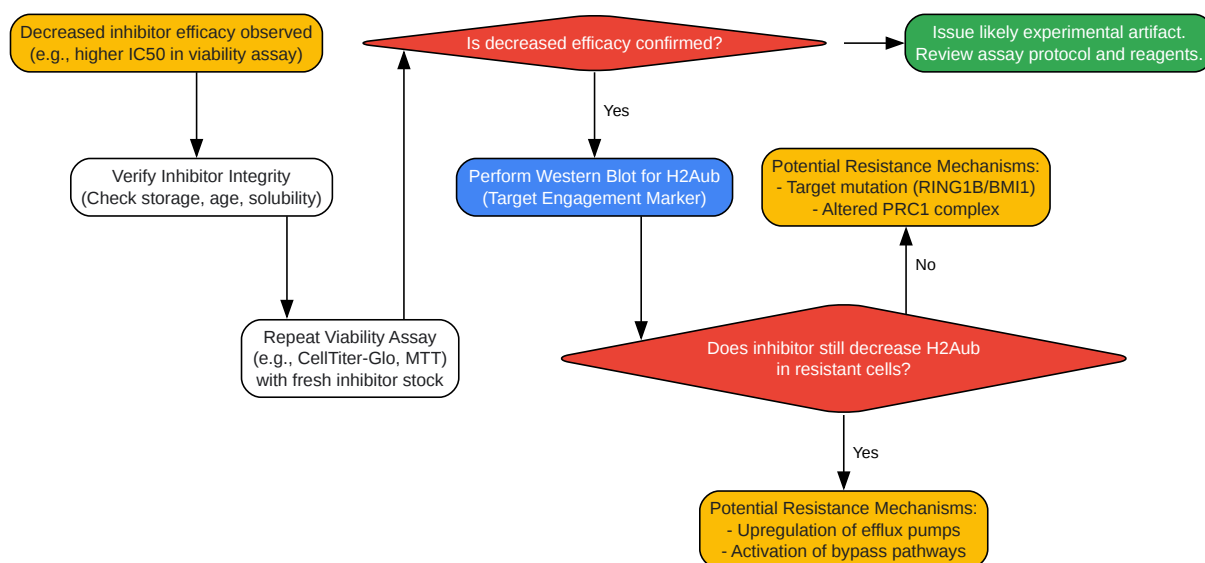 Decreased inhibitor efficacy observed
(e.g., higher IC50 in viability assay)
Is decreased efficacy confirmed?
Issue likely experimental artifact.
Review assay protocol and reagents.
Yes
Verify Inhibitor Integrity
(Check storage, age, solubility)
Perform Western Blot for H2Aub
(Target Engagement Marker)
Potential Resistance Mechanisms:
- Target mutation (RING1B/BMI1)
- Altered PRC1 complex
No
Repeat Viability Assay
(e.g., CellTiter-Glo, MTT)
with fresh inhibitor stock
Does inhibitor still decrease H2Aub
in resistant cells?
Yes
Potential Resistance Mechanisms:
- Upregulation of efflux pumps
- Activation of bypass pathways